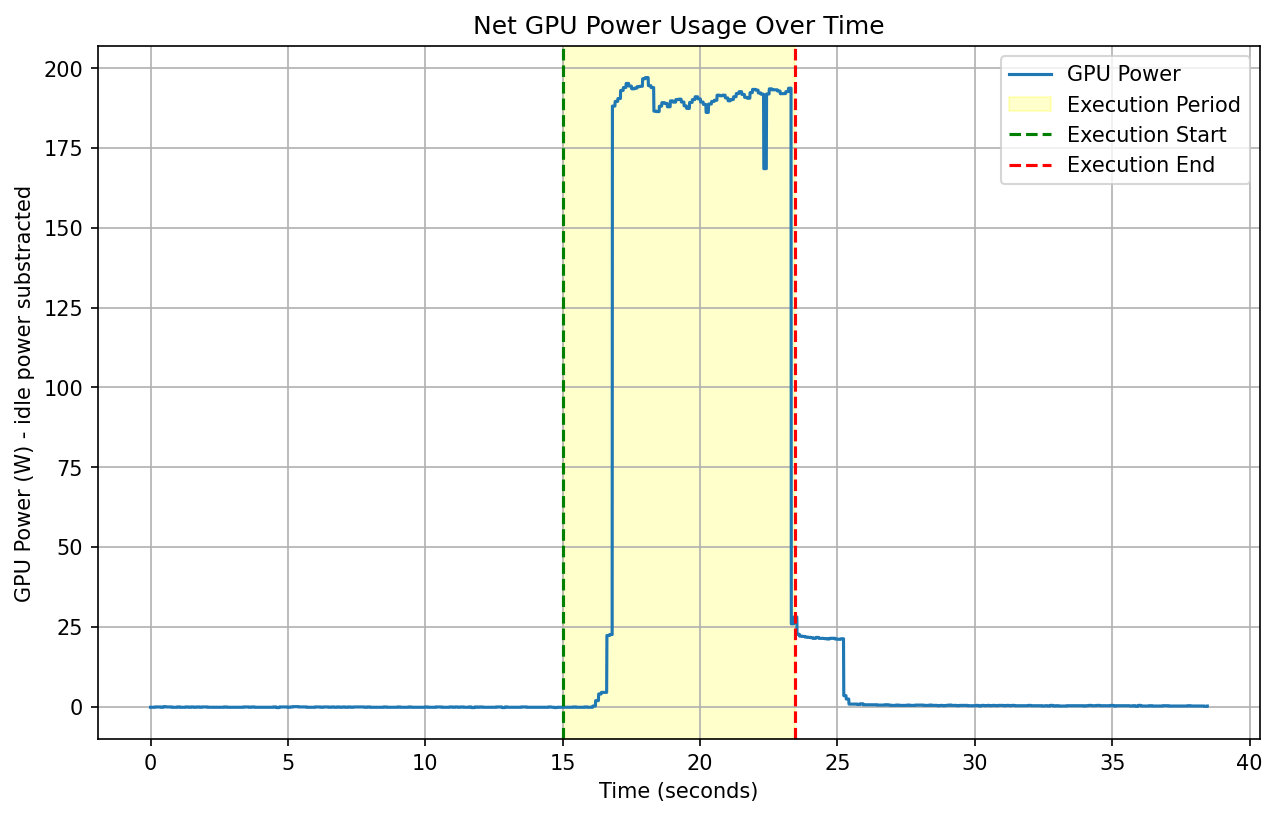 Net GPU Power Usage Over Time
GPU Power (W) - idle power substracted
200
175
150
125
100
75
50
25
0
GPU Power
Execution Period
Execution Start
Execution End
0 5 10 15 20 25 30 35 40
Time (seconds)